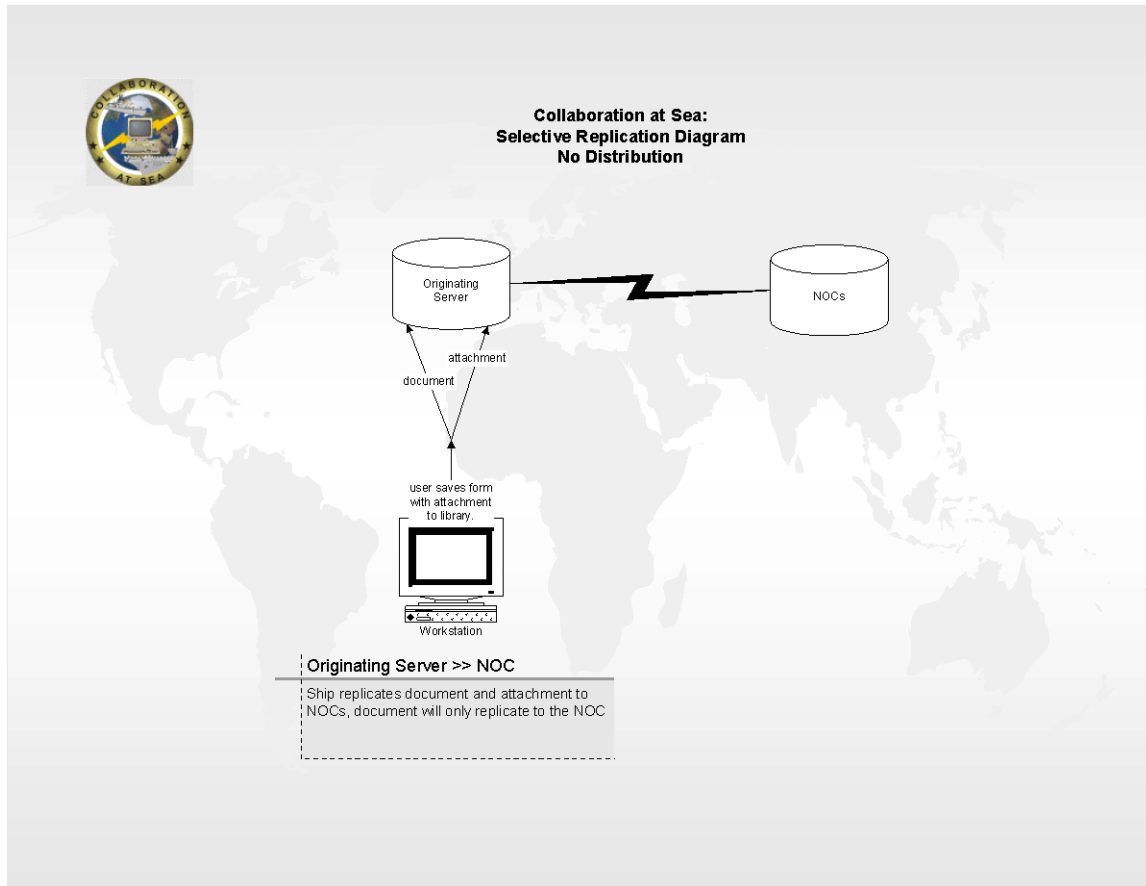 COLLABORATION
AT SEA
Collaboration at Sea:
Selective Replication Diagram
No Distribution
Originating
Server
NOCs
attachment
document
user saves form
with attachment
to library.
Workstation
Originating Server >> NOC
Ship replicates document and attachment to
NOCs, document will only replicate to the NOC